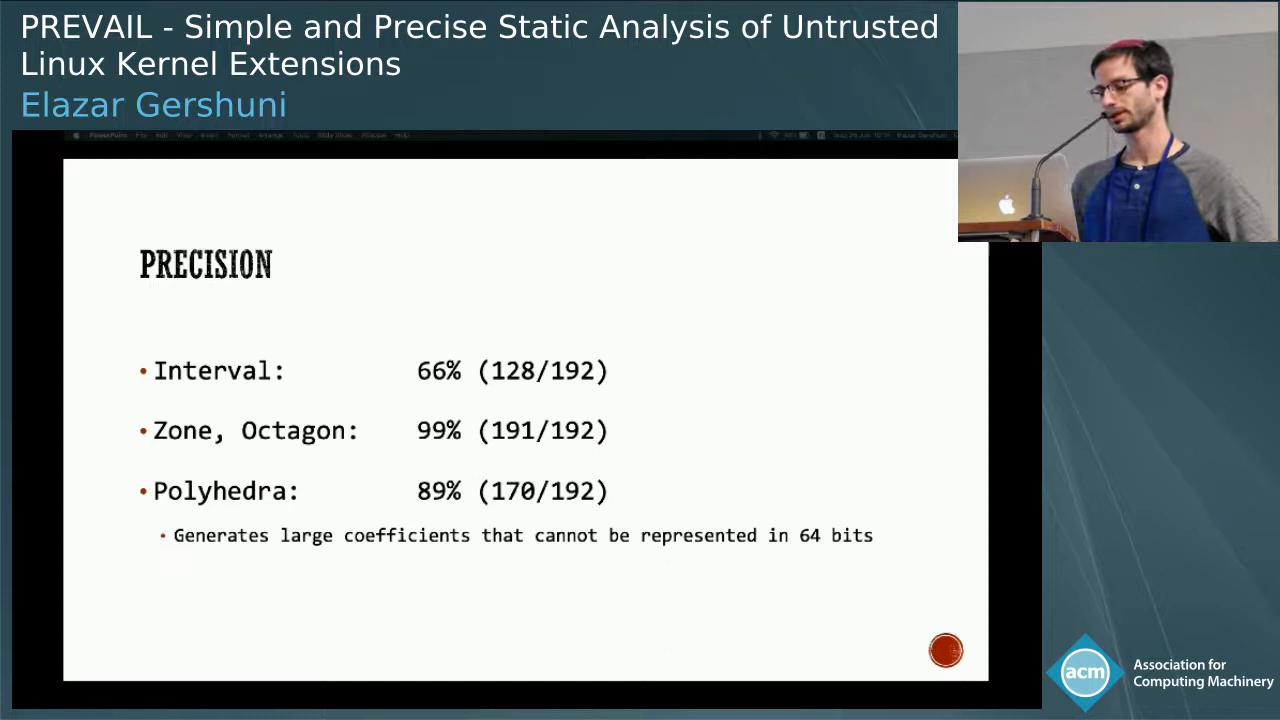 PREVAIL - Simple and Precise Static Analysis of Untrusted
Linux Kernel Extensions
Elazar Gershuni
PRECISION
• Interval: 66% (128/192)
• Zone, Octagon: 99% (191/192)
• Polyhedra: 89% (170/192)
• Generates large coefficients that cannot be represented in 64 bits
acm
Association for
Computing Machinery